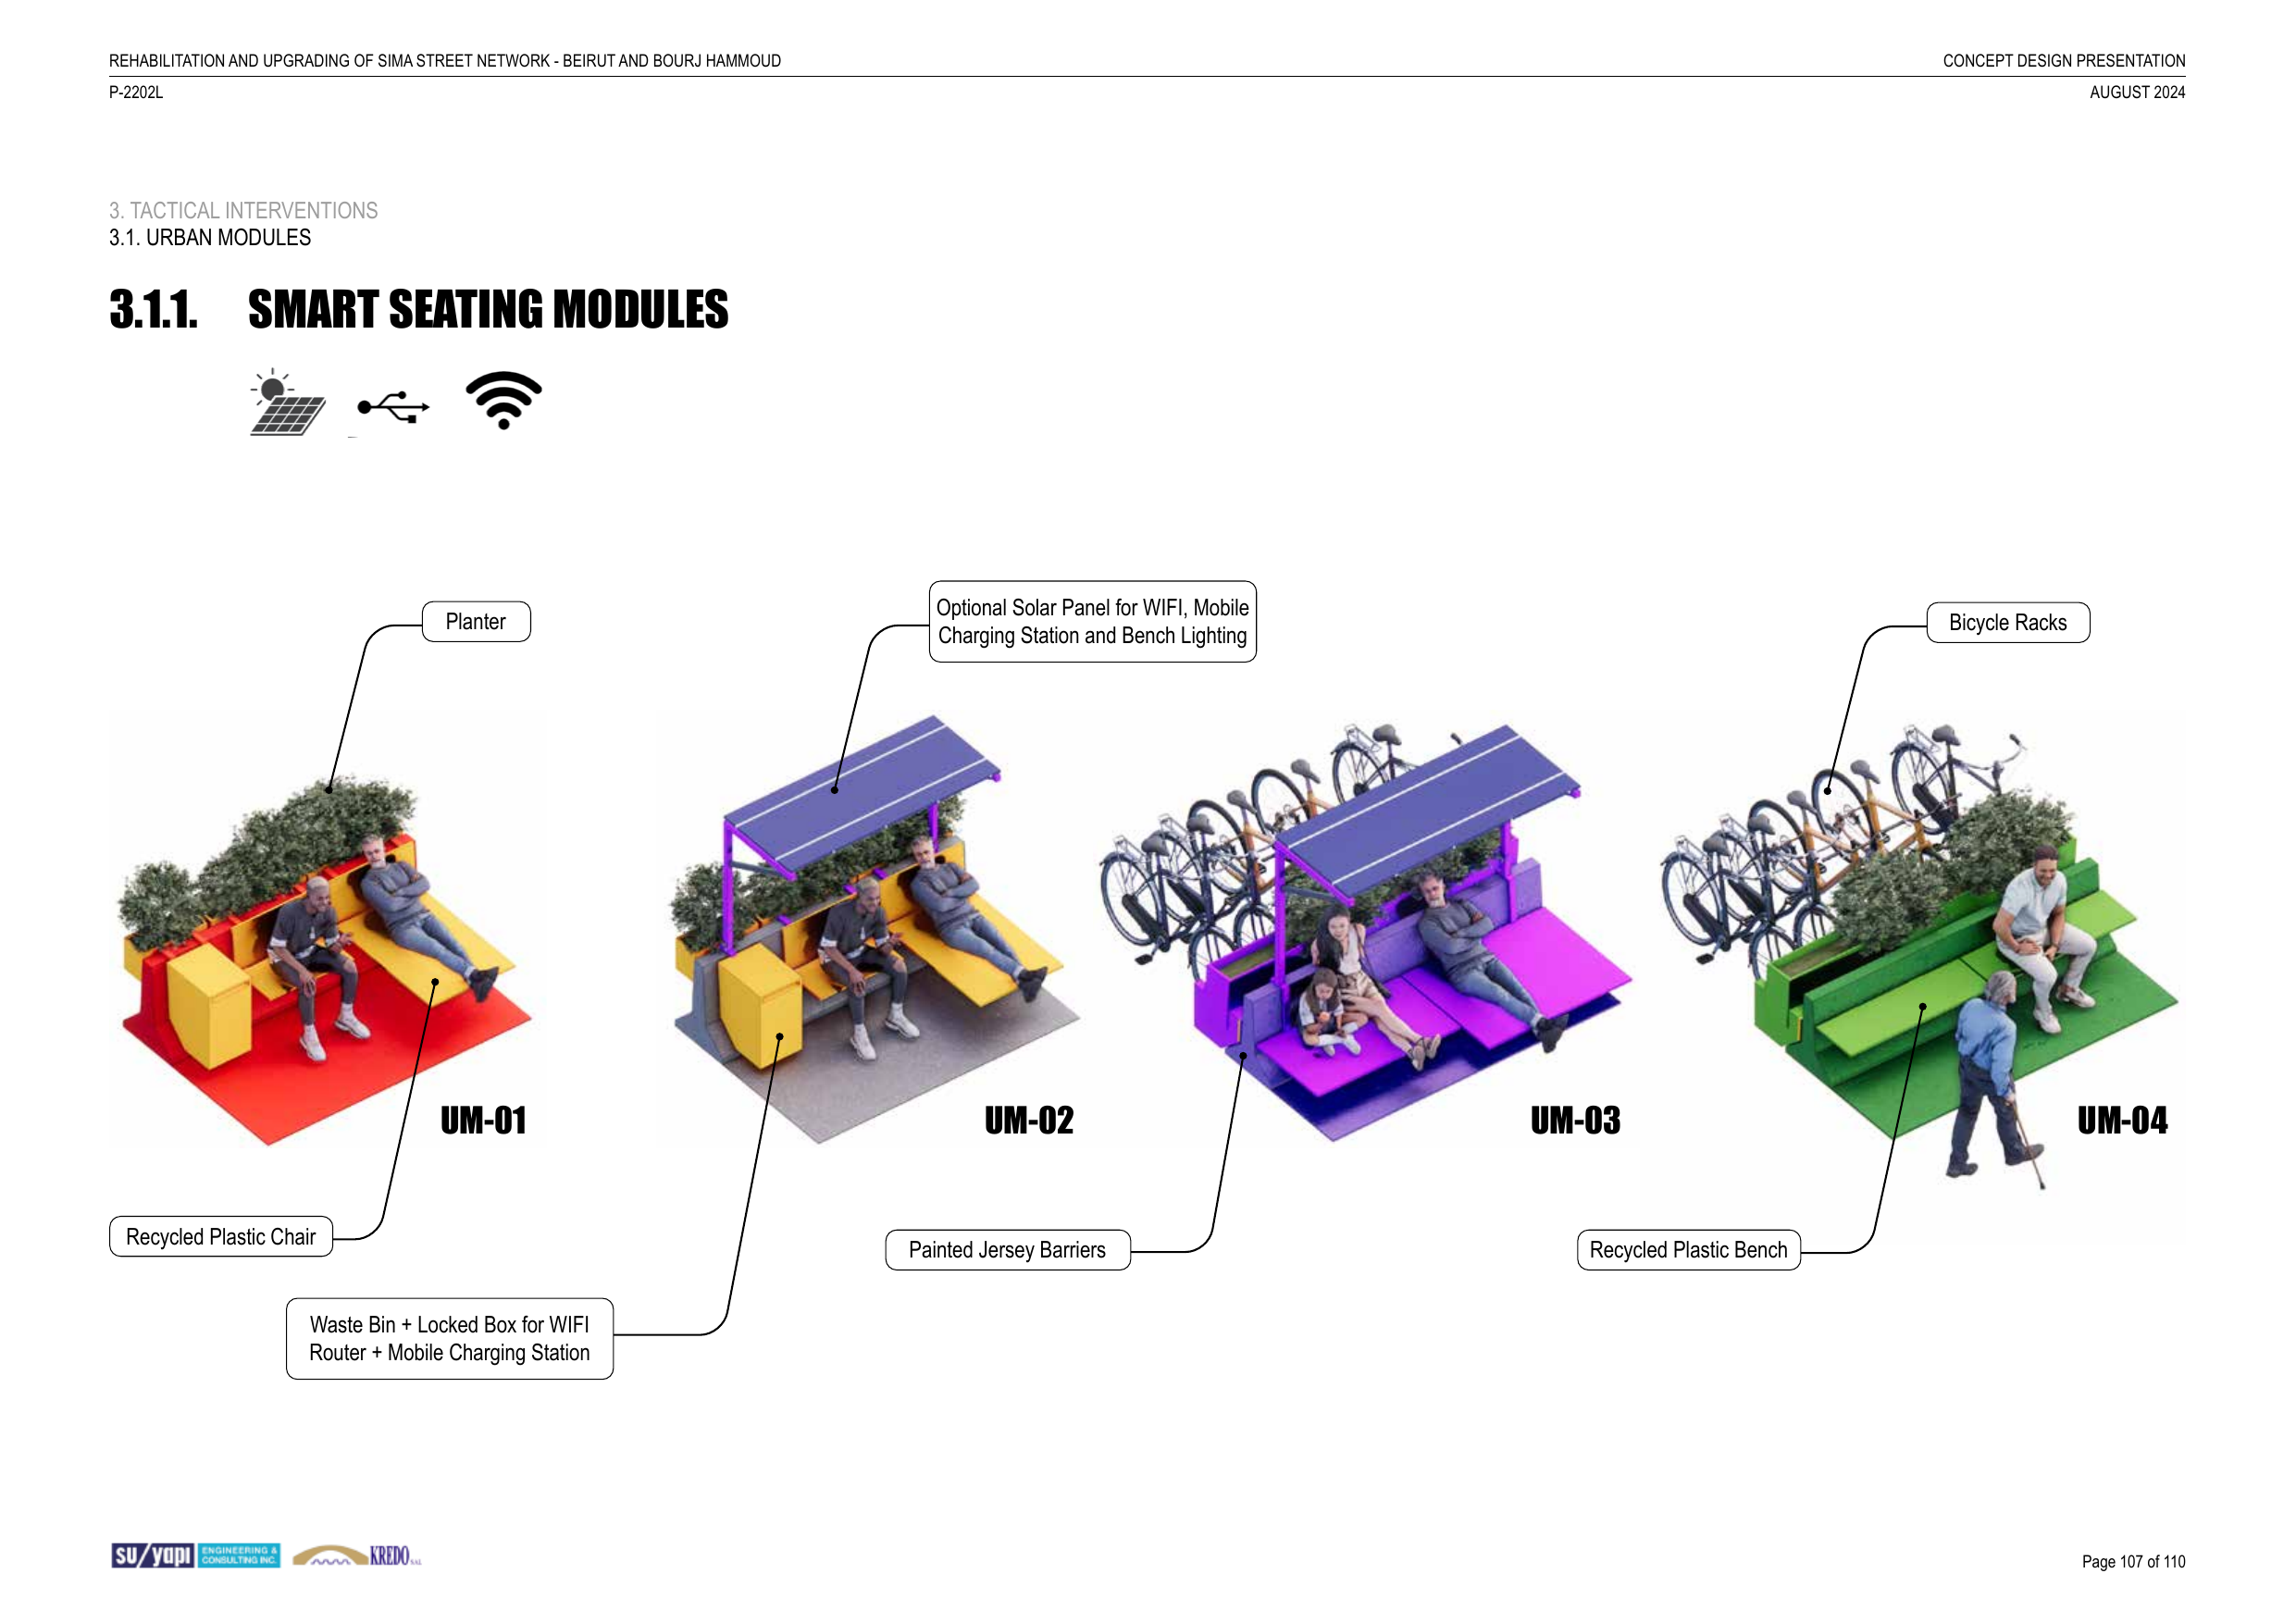 REHABILITATION AND UPGRADING OF SIMA STREET NETWORK - BEIRUT AND BOURJ HAMMOUD
CONCEPT DESIGN PRESENTATION
P-2202L
AUGUST 2024
3. TACTICAL INTERVENTIONS
3.1. URBAN MODULES
3.1.1. SMART SEATING MODULES
Planter
Optional Solar Panel for WIFI, Mobile
Charging Station and Bench Lighting
Bicycle Racks
UM-01
UM-02
UM-03
UM-04
Recycled Plastic Chair
Painted Jersey Barriers
Recycled Plastic Bench
Waste Bin + Locked Box for WIFI
Router + Mobile Charging Station
SU/YAPI
ENGINEERING &
CONSULTING INC.
KREDO SAL
Page 107 of 110